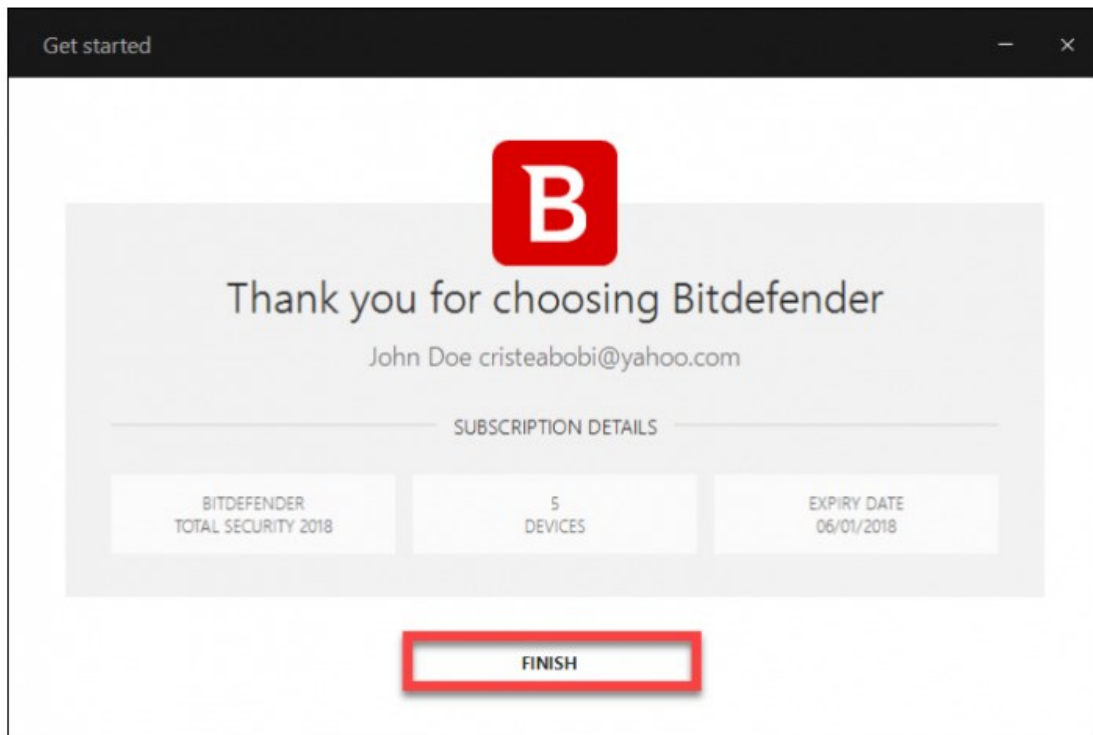 Get started
B
Thank you for choosing Bitdefender
John Doe cristeabobi@yahoo.com
SUBSCRIPTION DETAILS
BITDEFENDER
TOTAL SECURITY 2018
5
DEVICES
EXPIRY DATE
06/01/2018
FINISH